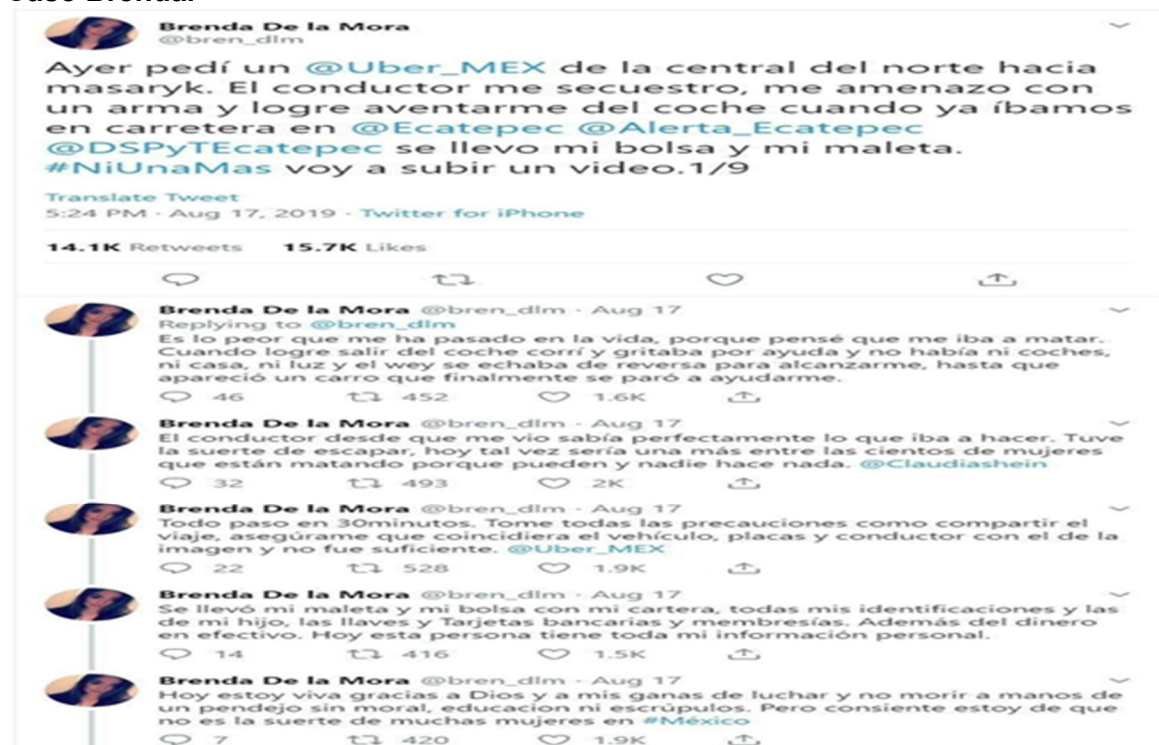 Brenda De la Mora
@bren_dlm
Ayer pedí un @Uber_MEX de la central del norte hacia
masaryk. El conductor me secuestro, me amenazo con
un arma y logre aventarme del coche cuando ya íbamos
en carretera en @Ecatepec @Alerta_Ecatepec
@DSPyTEcatepec se llevo mi bolsa y mi maleta.
#NiUnaMas voy a subir un video.1/9
Translate Tweet
5:24 PM · Aug 17, 2019 · Twitter for iPhone
14.1K Retweets 15.7K Likes
Brenda De la Mora @bren_dlm · Aug 17
Replying to @bren_dlm
Es lo peor que me ha pasado en la vida, porque pensé que me iba a matar.
Cuando logre salir del coche corrí y gritaba por ayuda y no había ni coches,
ni casa, ni luz y el wey se echaba de reversa para alcanzarme, hasta que
apareció un carro que finalmente se paró a ayudarme.
46 452 1.6K
Brenda De la Mora @bren_dlm · Aug 17
El conductor desde que me vio sabía perfectamente lo que iba a hacer. Tuve
la suerte de escapar, hoy tal vez sería una más entre las cientos de mujeres
que están matando porque pueden y nadie hace nada. @Claudiashein
32 493 2K
Brenda De la Mora @bren_dlm · Aug 17
Todo paso en 30minutos. Tome todas las precauciones como compartir el
viaje, asegúrame que coincidiera el vehículo, placas y conductor con el de la
imagen y no fue suficiente. @Uber_MEX
22 528 1.9K
Brenda De la Mora @bren_dlm · Aug 17
Se llevó mi maleta y mi bolsa con mi cartera, todas mis identificaciones y las
de mi hijo, las llaves y Tarjetas bancarias y membresías. Además del dinero
en efectivo. Hoy esta persona tiene toda mi información personal.
14 416 1.5K
Brenda De la Mora @bren_dlm · Aug 17
Hoy estoy viva gracias a Dios y a mis ganas de luchar y no morir a manos de
un pendejo sin moral, educacion ni escrúpulos. Pero consiente estoy de que
no es la suerte de muchas mujeres en #México
7 420 1.9K